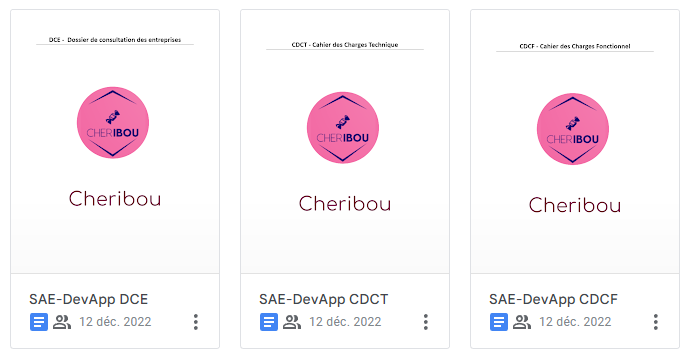 DCE - Dossier de consultation des entreprises
CHERIBOU
Cheribou
SAE-DevApp DCE
12 déc. 2022
CDCT - Cahier des Charges Technique
CHERIBOU
Cheribou
SAE-DevApp CDCT
12 déc. 2022
CDCF - Cahier des Charges Fonctionnel
CHERIBOU
Cheribou
SAE-DevApp CDCF
12 déc. 2022